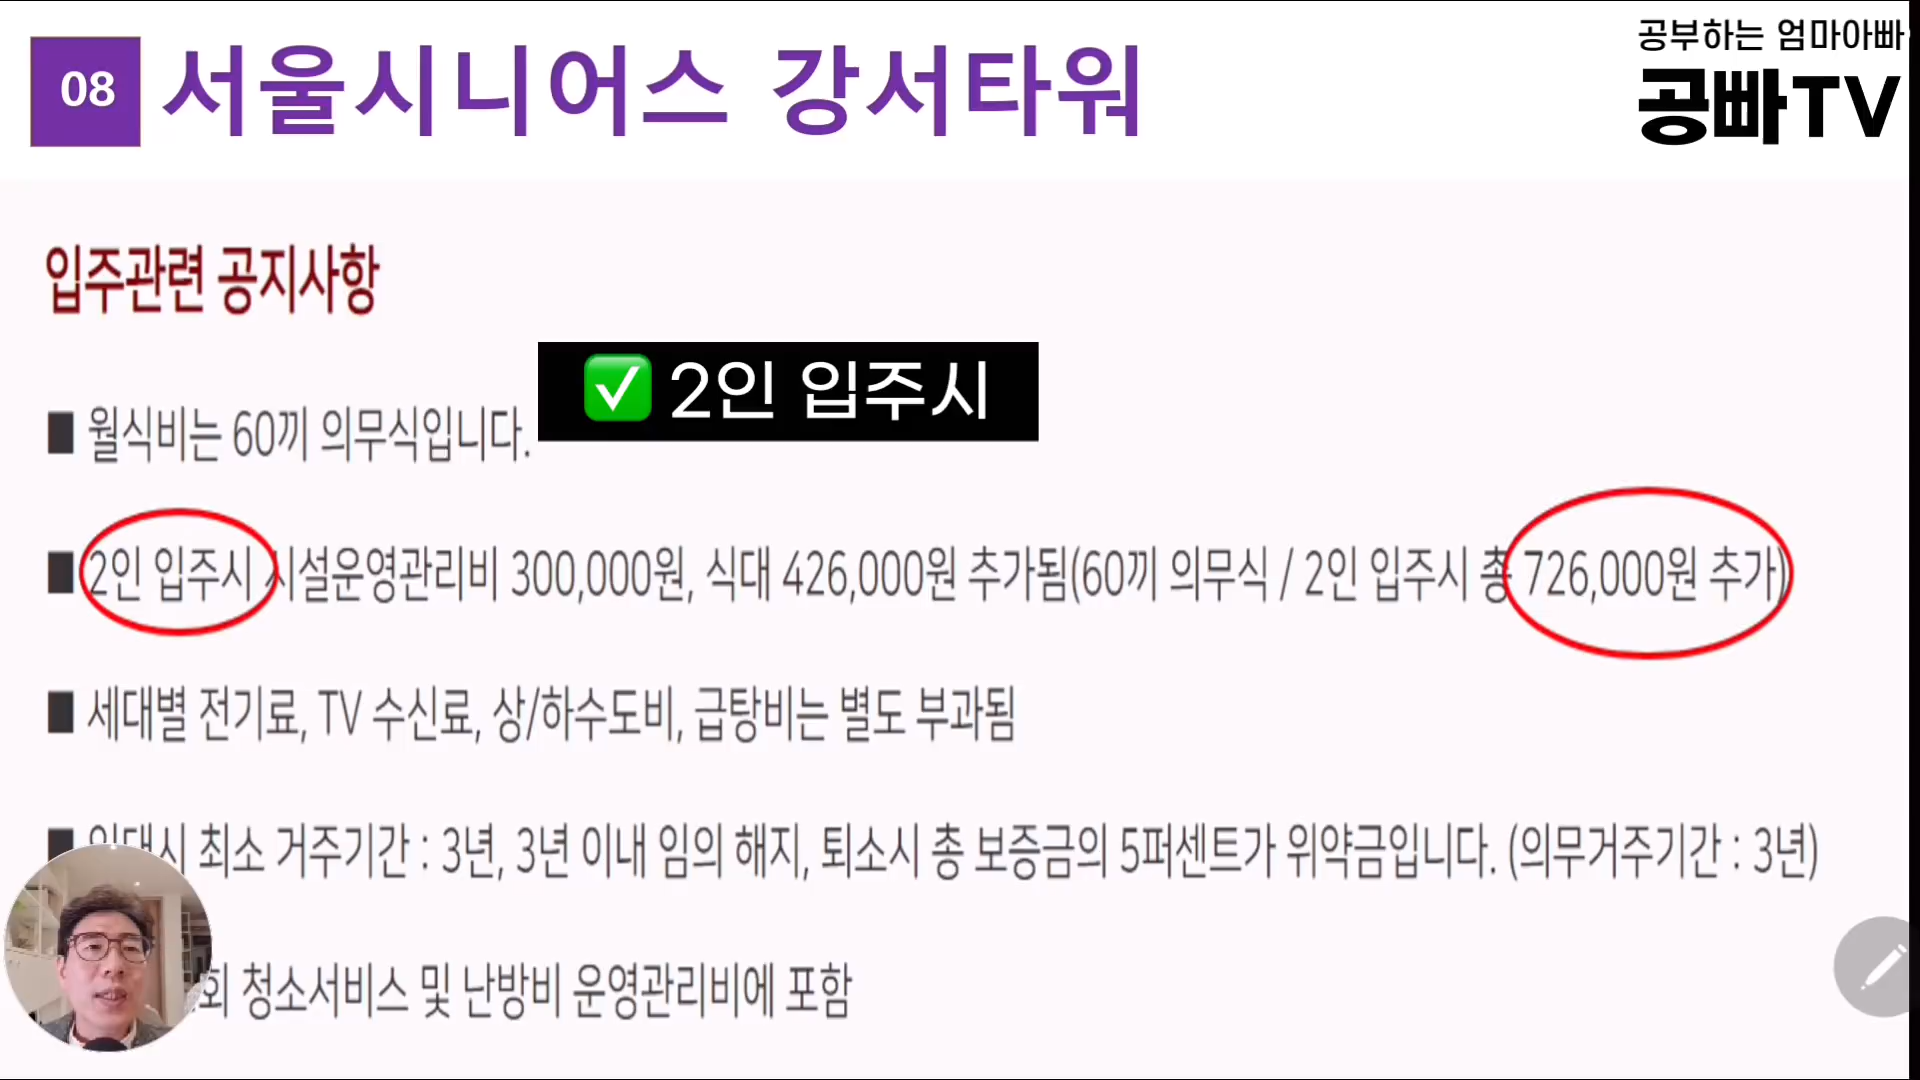 08 서울시니어스 강서타워
공부하는 엄마아빠
공빠TV
입주관련 공지사항
✅ 2인 입주시
■ 월식비는 60끼 의무식입니다.
■ 2인 입주시 시설운영관리비 300,000원, 식대 426,000원 추가됨(60끼 의무식 / 2인 입주시 총 726,000원 추가)
■ 세대별 전기료, TV 수신료, 상/하수도비, 급탕비는 별도 부과됨
■ 임대시 최소 거주기간 : 3년, 3년 이내 임의 해지, 퇴소시 총 보증금의 5퍼센트가 위약금입니다. (의무거주기간 : 3년)
회 청소서비스 및 난방비 운영관리비에 포함